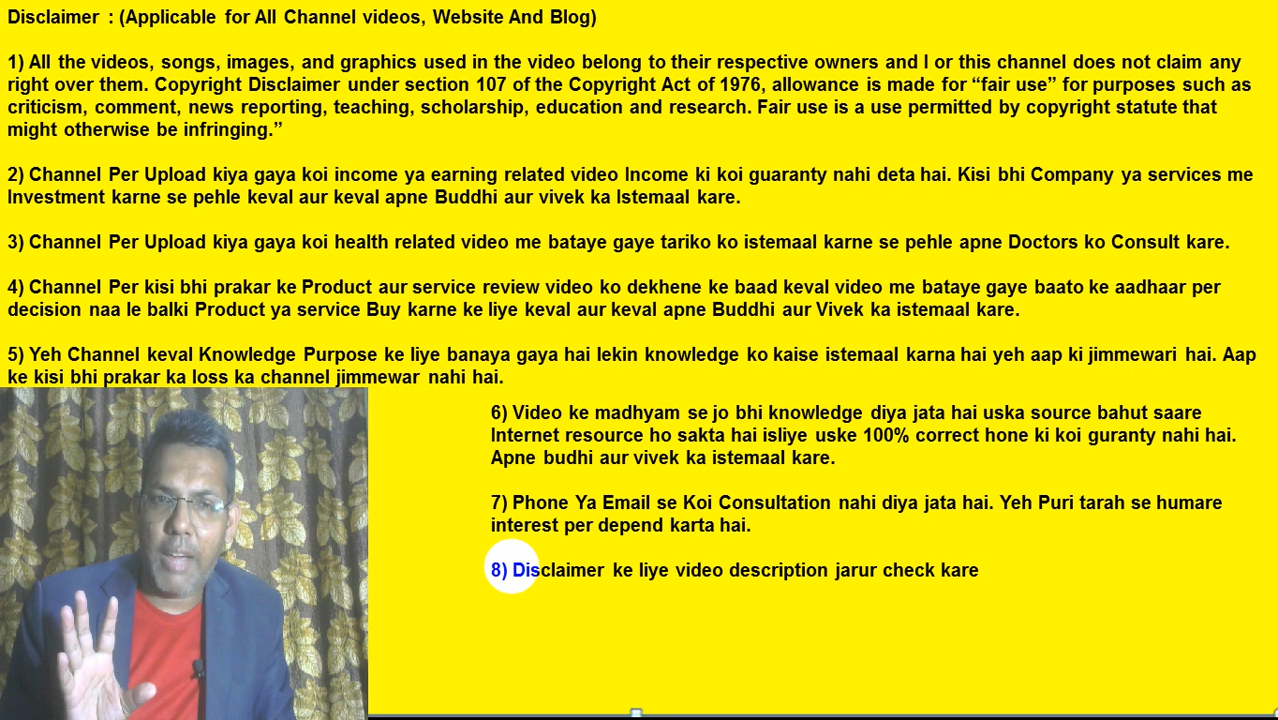 Disclaimer : (Applicable for All Channel videos, Website And Blog)
1) All the videos, songs, images, and graphics used in the video belong to their respective owners and I or this channel does not claim any
right over them. Copyright Disclaimer under section 107 of the Copyright Act of 1976, allowance is made for “fair use” for purposes such as
criticism, comment, news reporting, teaching, scholarship, education and research. Fair use is a use permitted by copyright statute that
might otherwise be infringing.”
2) Channel Per Upload kiya gaya koi income ya earning related video Income ki koi guaranty nahi deta hai. Kisi bhi Company ya services me
Investment karne se pehle keval aur keval apne Buddhi aur vivek ka Istemaal kare.
3) Channel Per Upload kiya gaya koi health related video me bataye gaye tariko ko istemaal karne se pehle apne Doctors ko Consult kare.
4) Channel Per kisi bhi prakar ke Product aur service review video ko dekhene ke baad keval video me bataye gaye baato ke aadhaar per
decision naa le balki Product ya service Buy karne ke liye keval aur keval apne Buddhi aur Vivek ka istemaal kare.
5) Yeh Channel keval Knowledge Purpose ke liye banaya gaya hai lekin knowledge ko kaise istemaal karna hai yeh aap ki jimmewari hai. Aap
ke kisi bhi prakar ka loss ka channel jimmewar nahi hai.
6) Video ke madhyam se jo bhi knowledge diya jata hai uska source bahut saare
Internet resource ho sakta hai isliye uske 100% correct hone ki koi guranty nahi hai.
Apne budhi aur vivek ka istemaal kare.
7) Phone Ya Email se Koi Consultation nahi diya jata hai. Yeh Puri tarah se humare
interest per depend karta hai.
8) Disclaimer ke liye video description jarur check kare